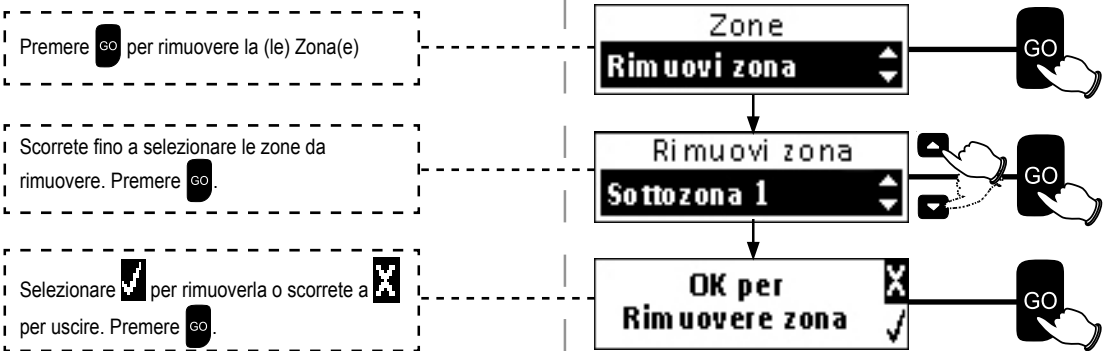 Premere GO per rimuovere la (le) Zona(e)
Zone
Rimuovi zona
GO
Scorrete fino a selezionare le zone da
rimuovere. Premere GO.
Rimuovi zona
Sottozona 1
GO
Selezionare ✓ per rimuoverla o scorrete a X
per uscire. Premere GO.
OK per X
Rimuovere zona ✓
GO